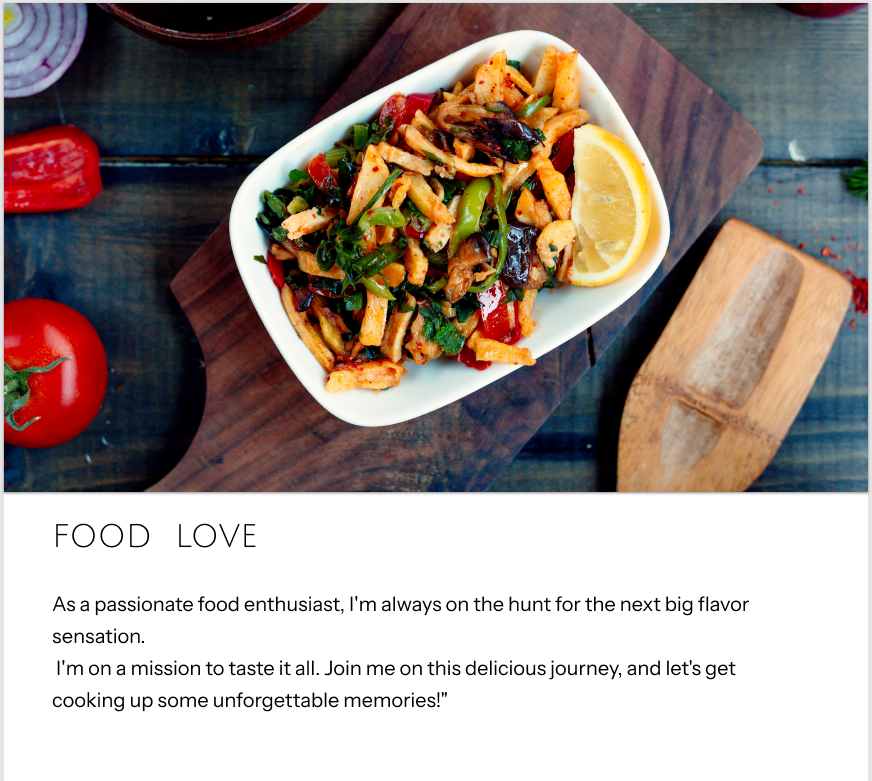 FOOD LOVE
As a passionate food enthusiast, I'm always on the hunt for the next big flavor
sensation.
I'm on a mission to taste it all. Join me on this delicious journey, and let's get
cooking up some unforgettable memories!"